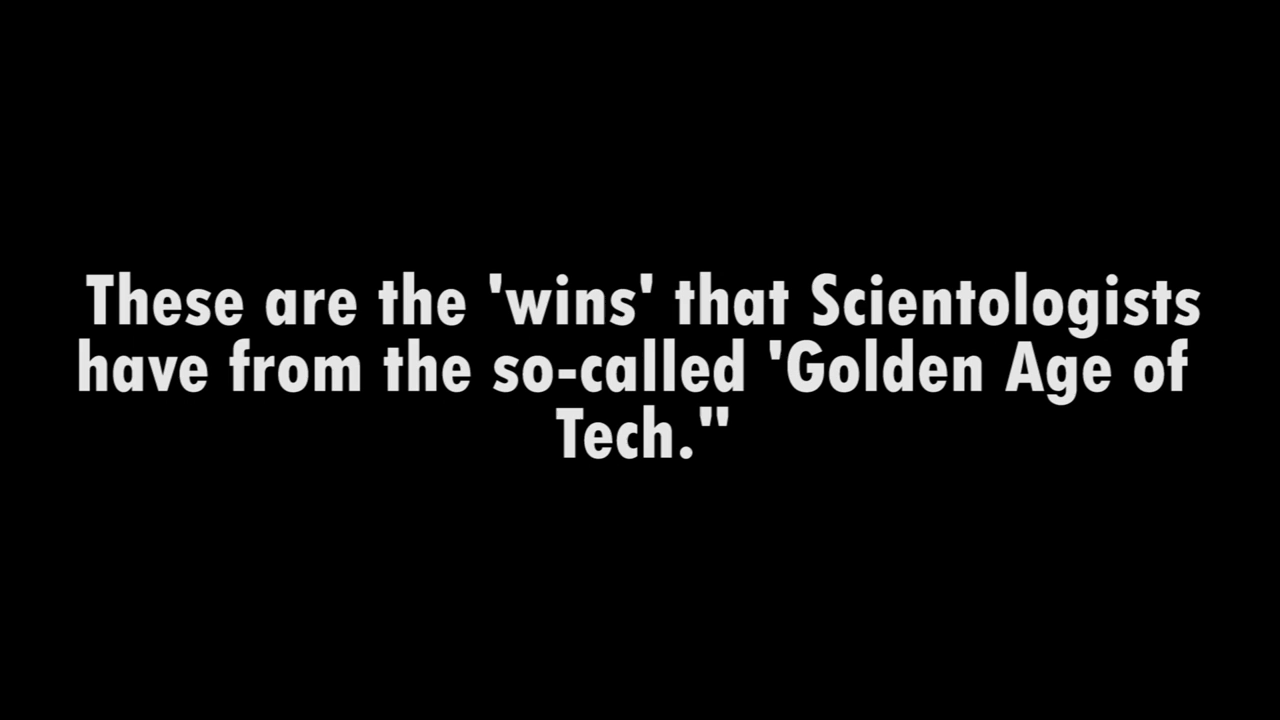 These are the 'wins' that Scientologists
have from the so-called 'Golden Age of
Tech."